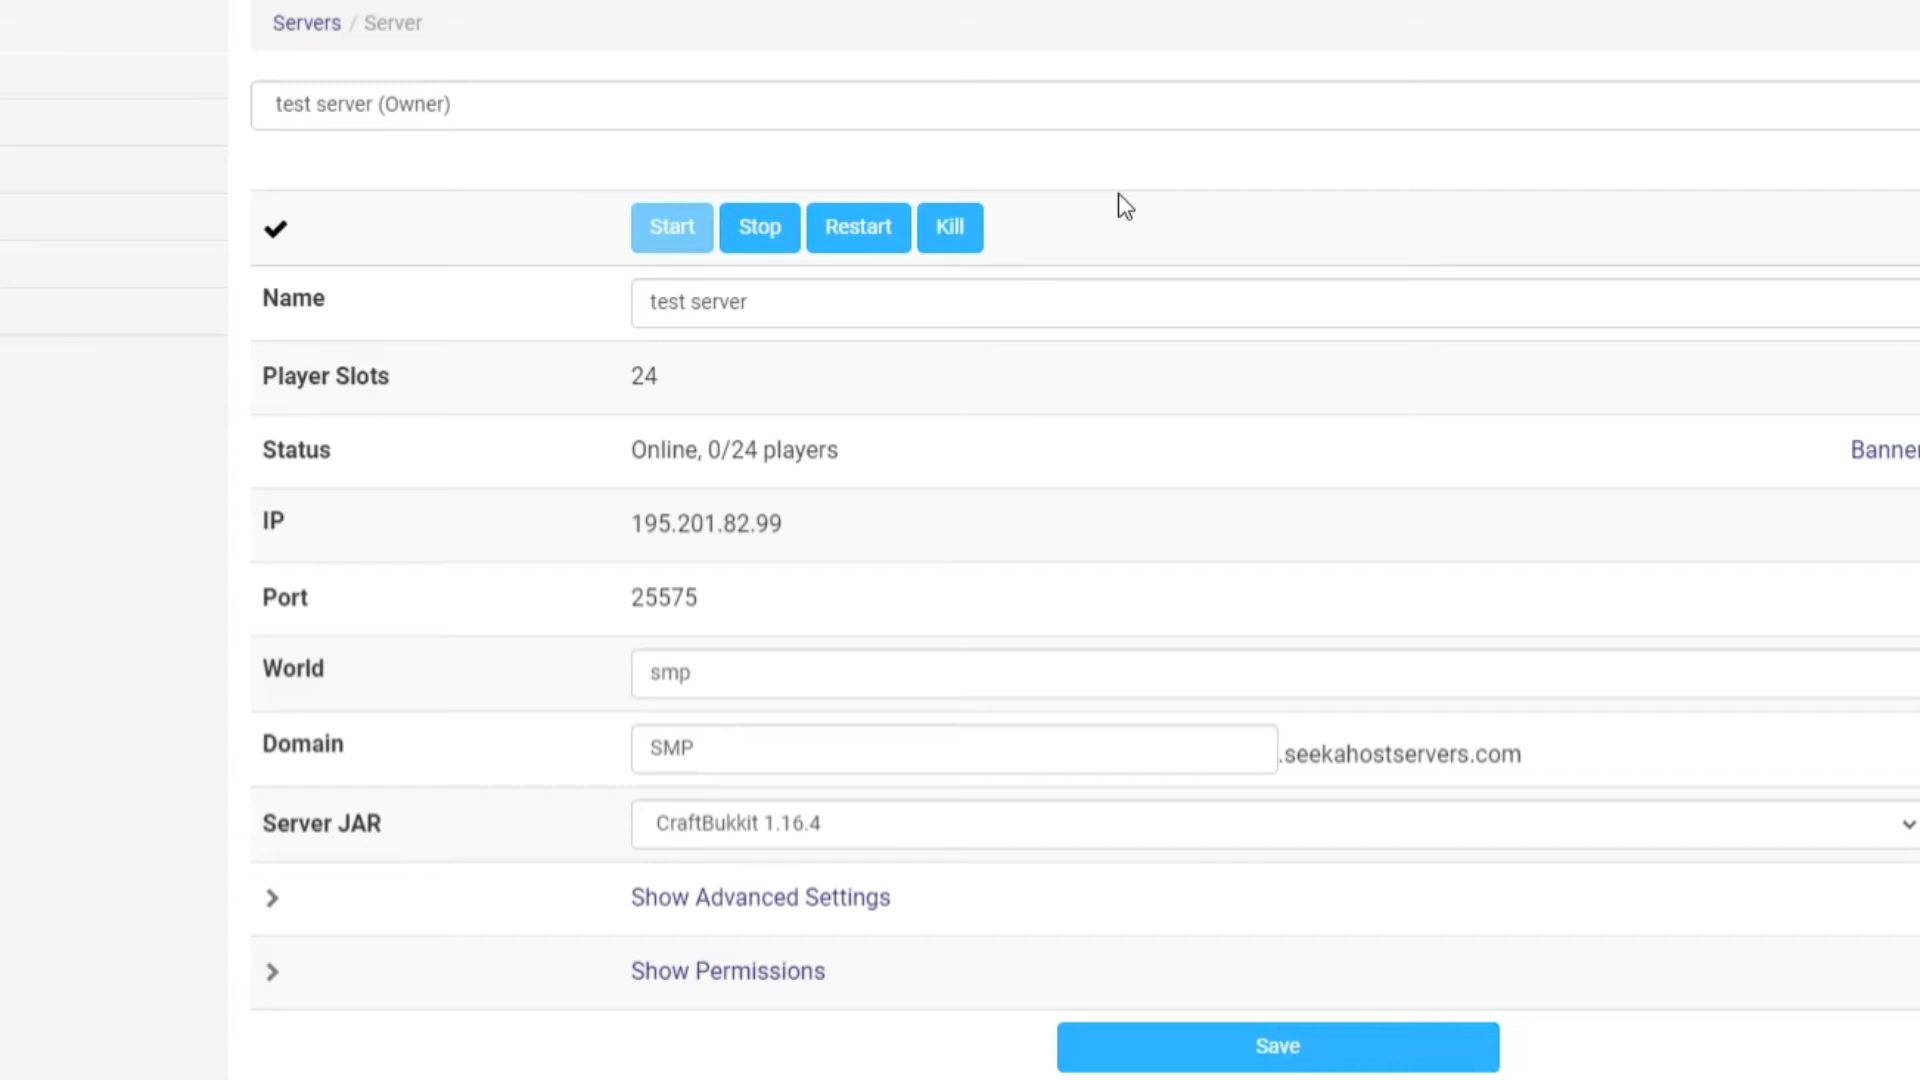 Servers / Server
test server (Owner)
Start Stop Restart Kill
Name test server
Player Slots 24
Status Online, 0/24 players Banner
IP 195.201.82.99
Port 25575
World smp
Domain SMP .seekahostservers.com
Server JAR CraftBukkit 1.16.4
Show Advanced Settings
Show Permissions
Save